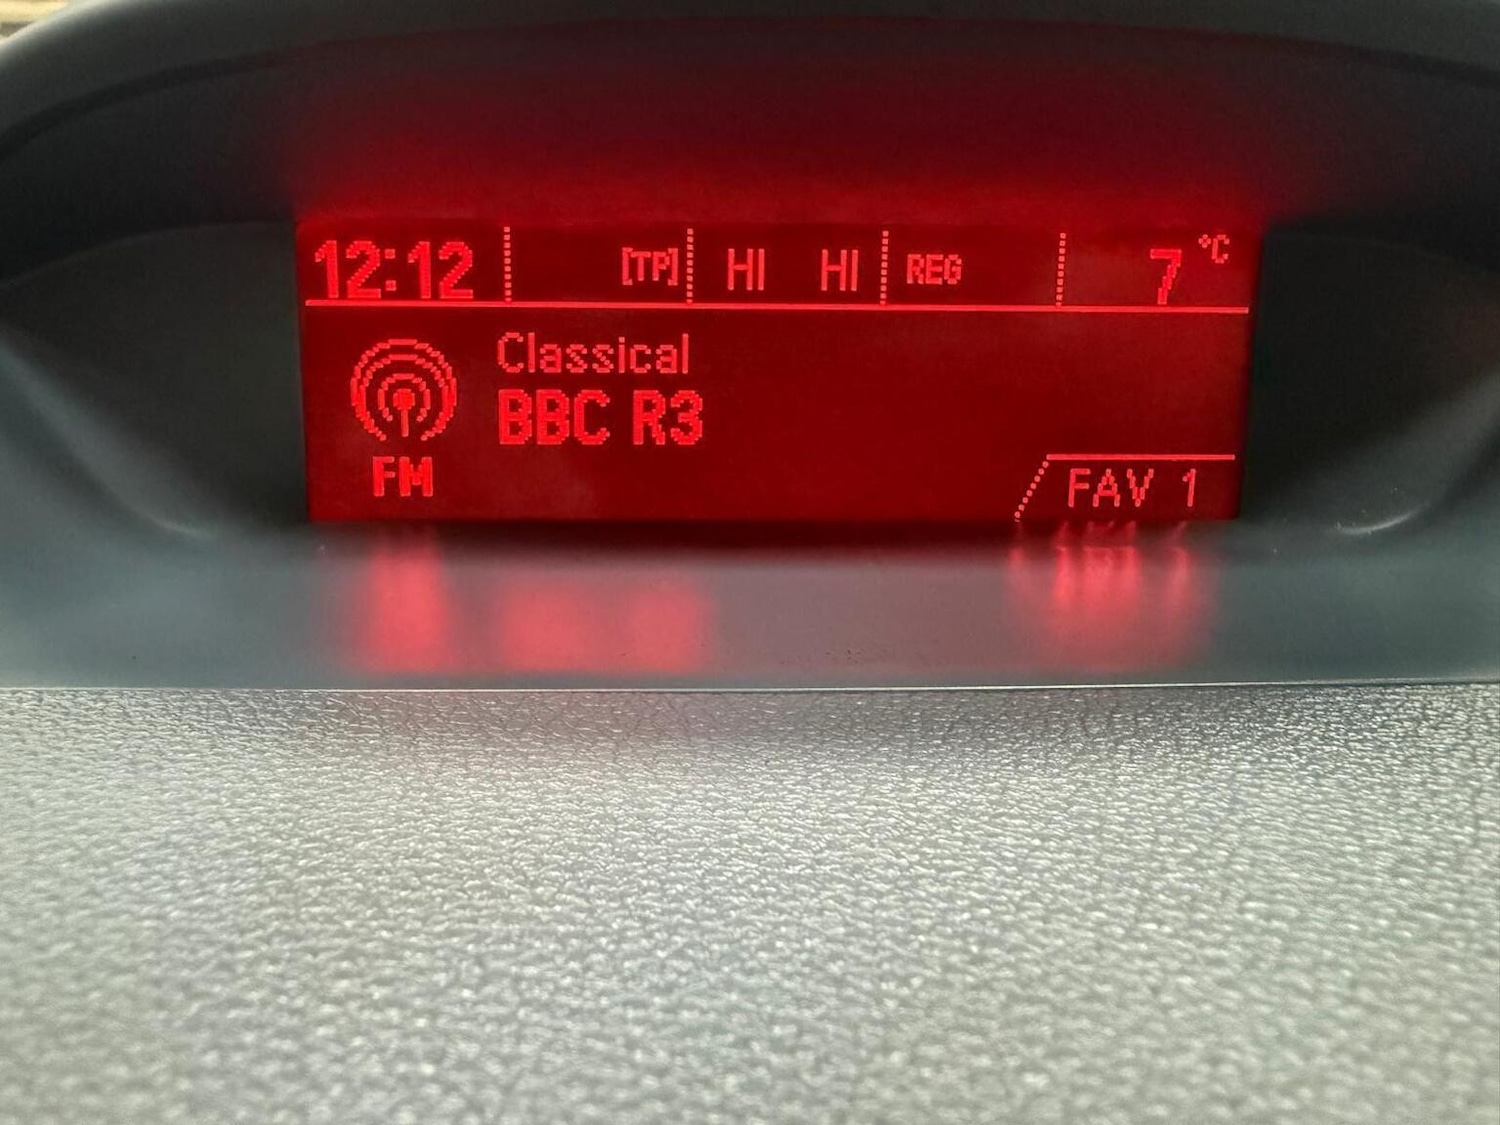 12:12 [TP] HI HI REG 7 °C
Classical
BBC R3
FM
FAV 1